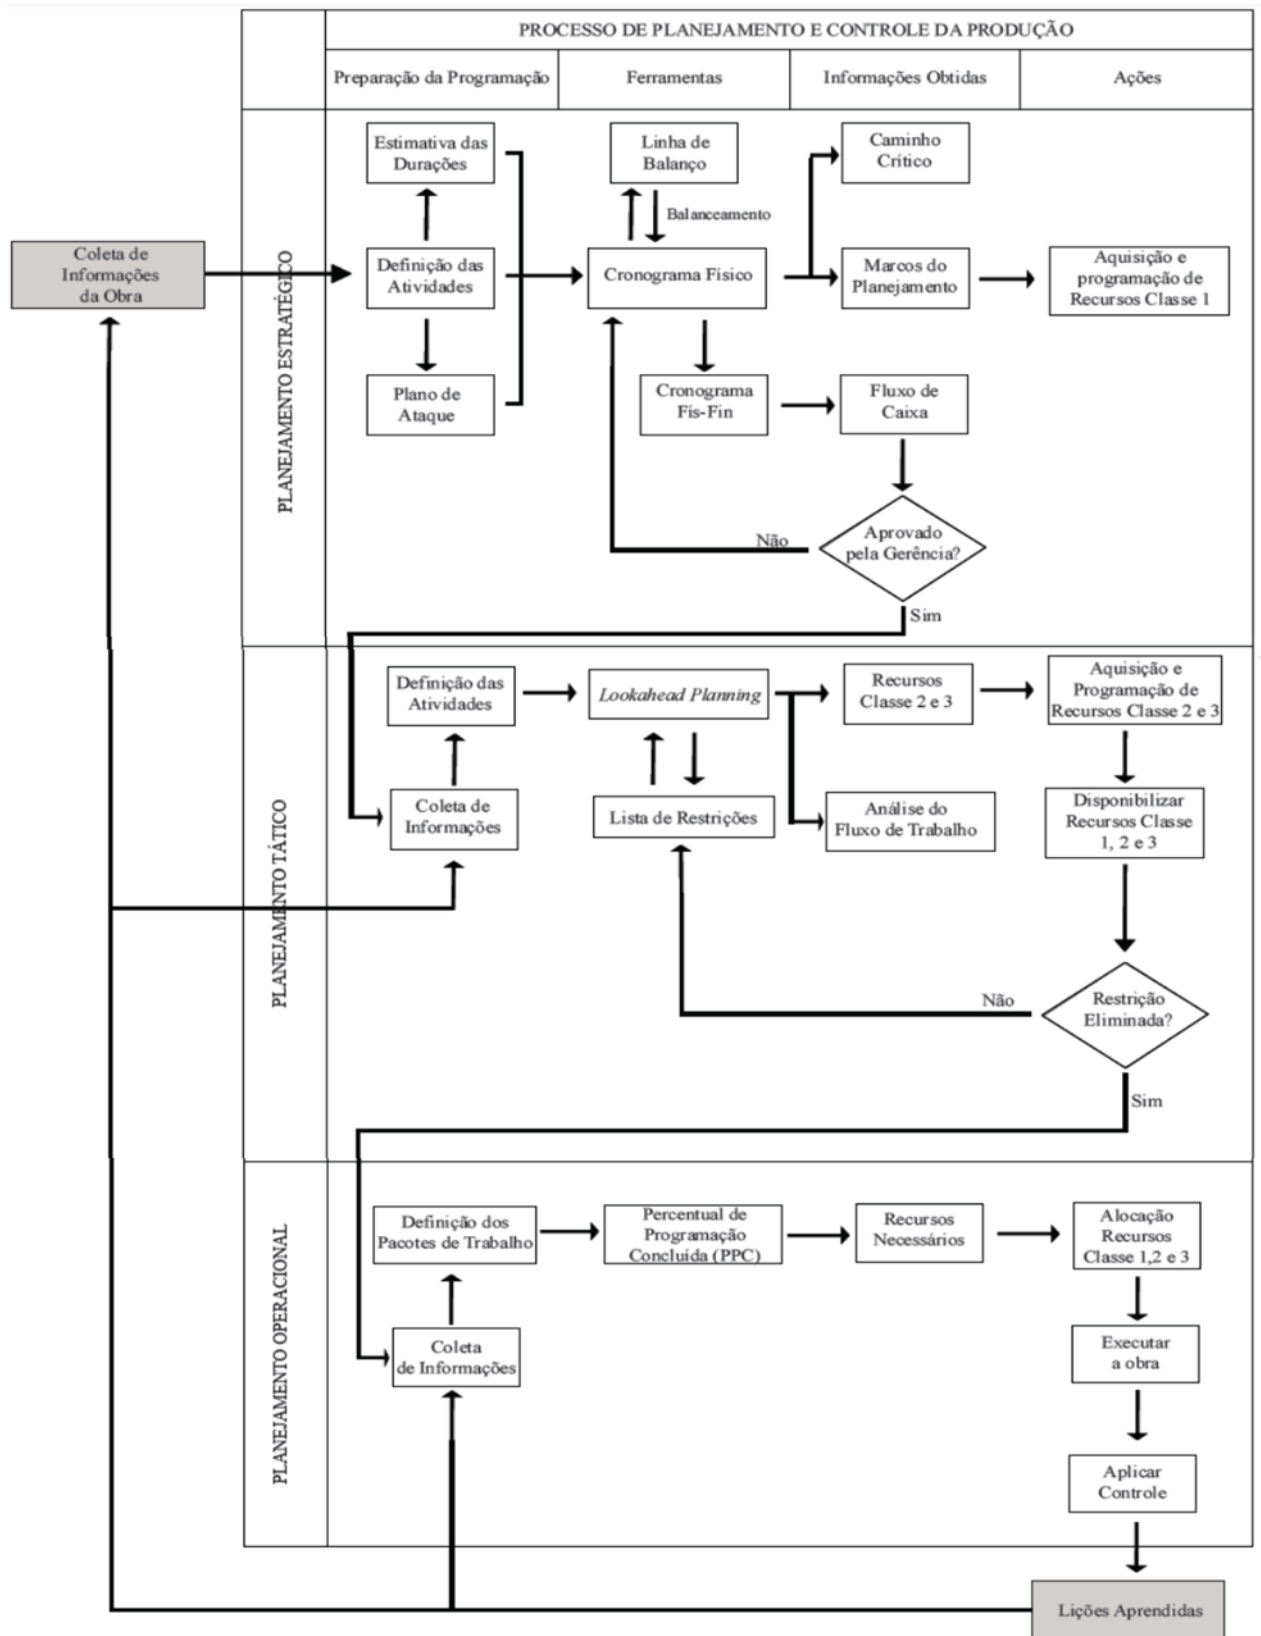 PROCESSO DE PLANEJAMENTO E CONTROLE DA PRODUÇÃO
Preparação da Programação
Ferramentas
Informações Obtidas
Ações
PLANEJAMENTO ESTRATÉGICO
Coleta de
Informações
da Obra
Estimativa das
Durações
Definição das
Atividades
Plano de
Ataque
Linha de
Balanço
Balanceamento
Cronograma Físico
Cronograma
Fís-Fin
Caminho
Crítico
Marcos do
Planejamento
Fluxo de
Caixa
Aprovado
pela Gerência?
Não
Sim
Aquisição e
programação de
Recursos Classe 1
PLANEJAMENTO TÁTICO
Definição das
Atividades
Coleta de
Informações
Lookahead Planning
Lista de Restrições
Recursos
Classe 2 e 3
Análise do
Fluxo de Trabalho
Aquisição e
Programação de
Recursos Classe 2 e 3
Disponibilizar
Recursos Classe
1, 2 e 3
Restrição
Eliminada?
Não
Sim
PLANEJAMENTO OPERACIONAL
Definição dos
Pacotes de Trabalho
Coleta
de Informações
Percentual de
Programação
Concluída (PPC)
Recursos
Necessários
Alocação
Recursos
Classe 1,2 e 3
Executar
a obra
Aplicar
Controle
Lições Aprendidas